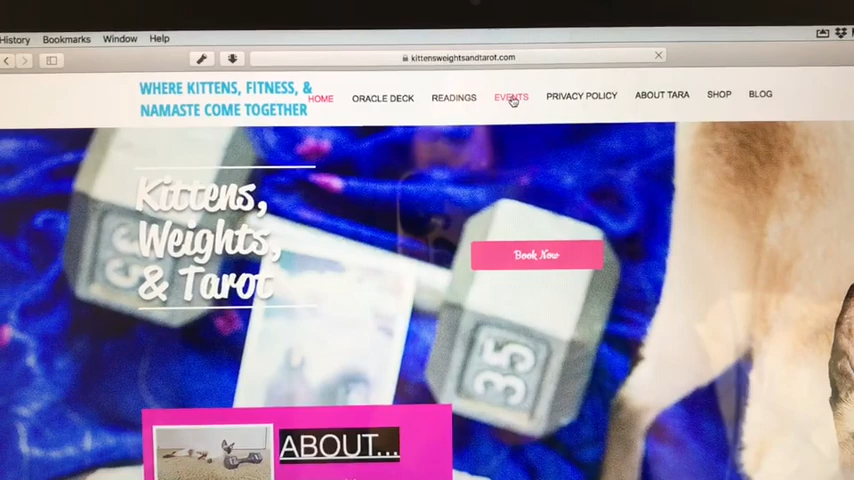 History Bookmarks Window Help
kittensweightsandtarot.com
WHERE KITTENS, FITNESS, &
NAMASTE COME TOGETHER
HOME ORACLE DECK READINGS EVENTS PRIVACY POLICY ABOUT TARA SHOP BLOG
Kittens,
Weights,
& Tarot
Book Now
35
35
ABOUT...